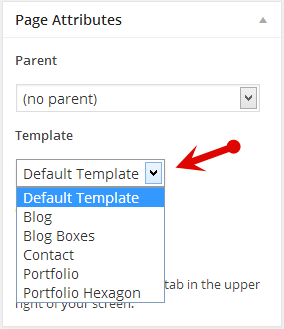 Page Attributes
Parent
(no parent)
Template
Default Template
Default Template
Blog
Blog Boxes
Contact
Portfolio
tab in the upper
Portfolio Hexagon
right of your screen.